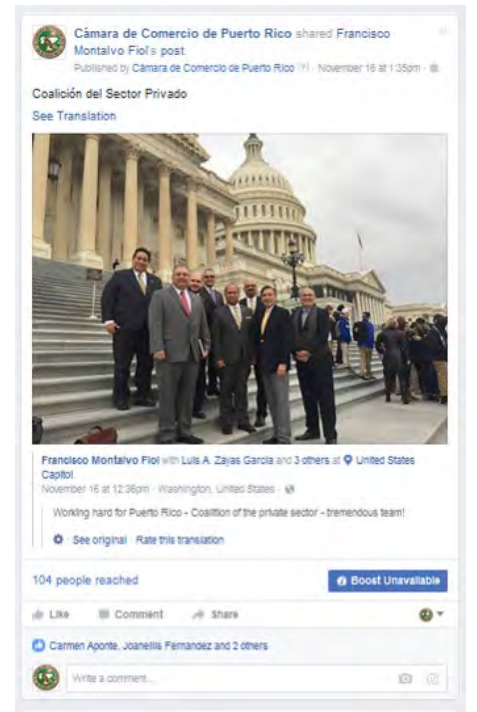 Cámara de Comercio de Puerto Rico shared Francisco
Montalvo Fiol's post.
Published by Cámara de Comercio de Puerto Rico [?] · November 16 at 1:35pm ·
Coalición del Sector Privado
See Translation
Francisco Montalvo Fiol with Luis A. Zayas Garcia and 3 others at United States
Capitol.
November 16 at 12:36pm · Washington, United States ·
Working hard for Puerto Rico - Coalition of the private sector - tremendous team!
· See original · Rate this translation
104 people reached
Boost Unavailable
Like Comment Share
Carmen Aponte, Joanellis Fernandez and 2 others
Write a comment...